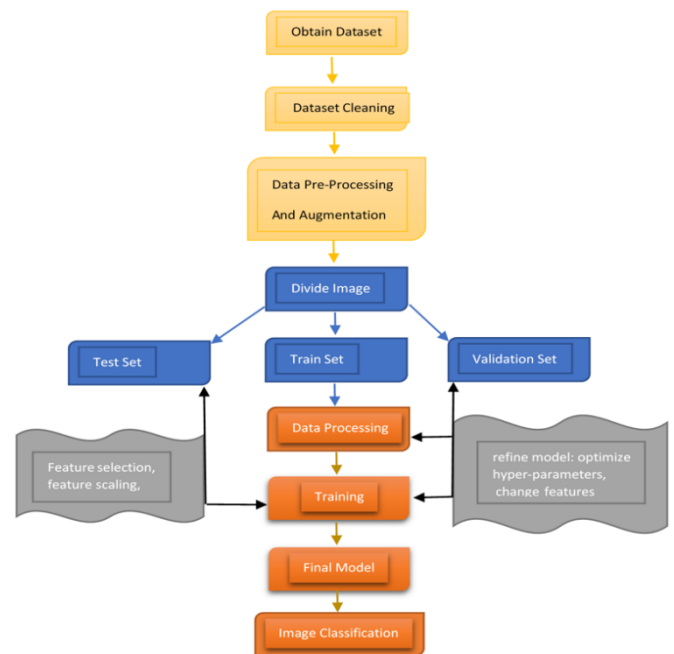 Obtain Dataset
Dataset Cleaning
Data Pre-Processing
And Augmentation
Divide Image
Test Set
Train Set
Validation Set
Data Processing
Feature selection,
feature scaling,
refine model: optimize
hyper-parameters,
change features
Training
Final Model
Image Classification